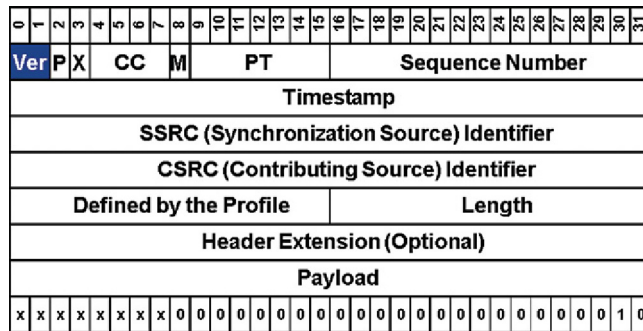 0 1 2 3 4 5 6 7 8 9 10 11 12 13 14 15 16 17 18 19 20 21 22 23 24 25 26 27 28 29 30 31
Ver P X CC M PT Sequence Number
Timestamp
SSRC (Synchronization Source) Identifier
CSRC (Contributing Source) Identifier
Defined by the Profile Length
Header Extension (Optional)
Payload
x x x x x x x x 0 0 0 0 0 0 0 0 0 0 0 0 0 0 0 0 0 0 0 0 0 0 1